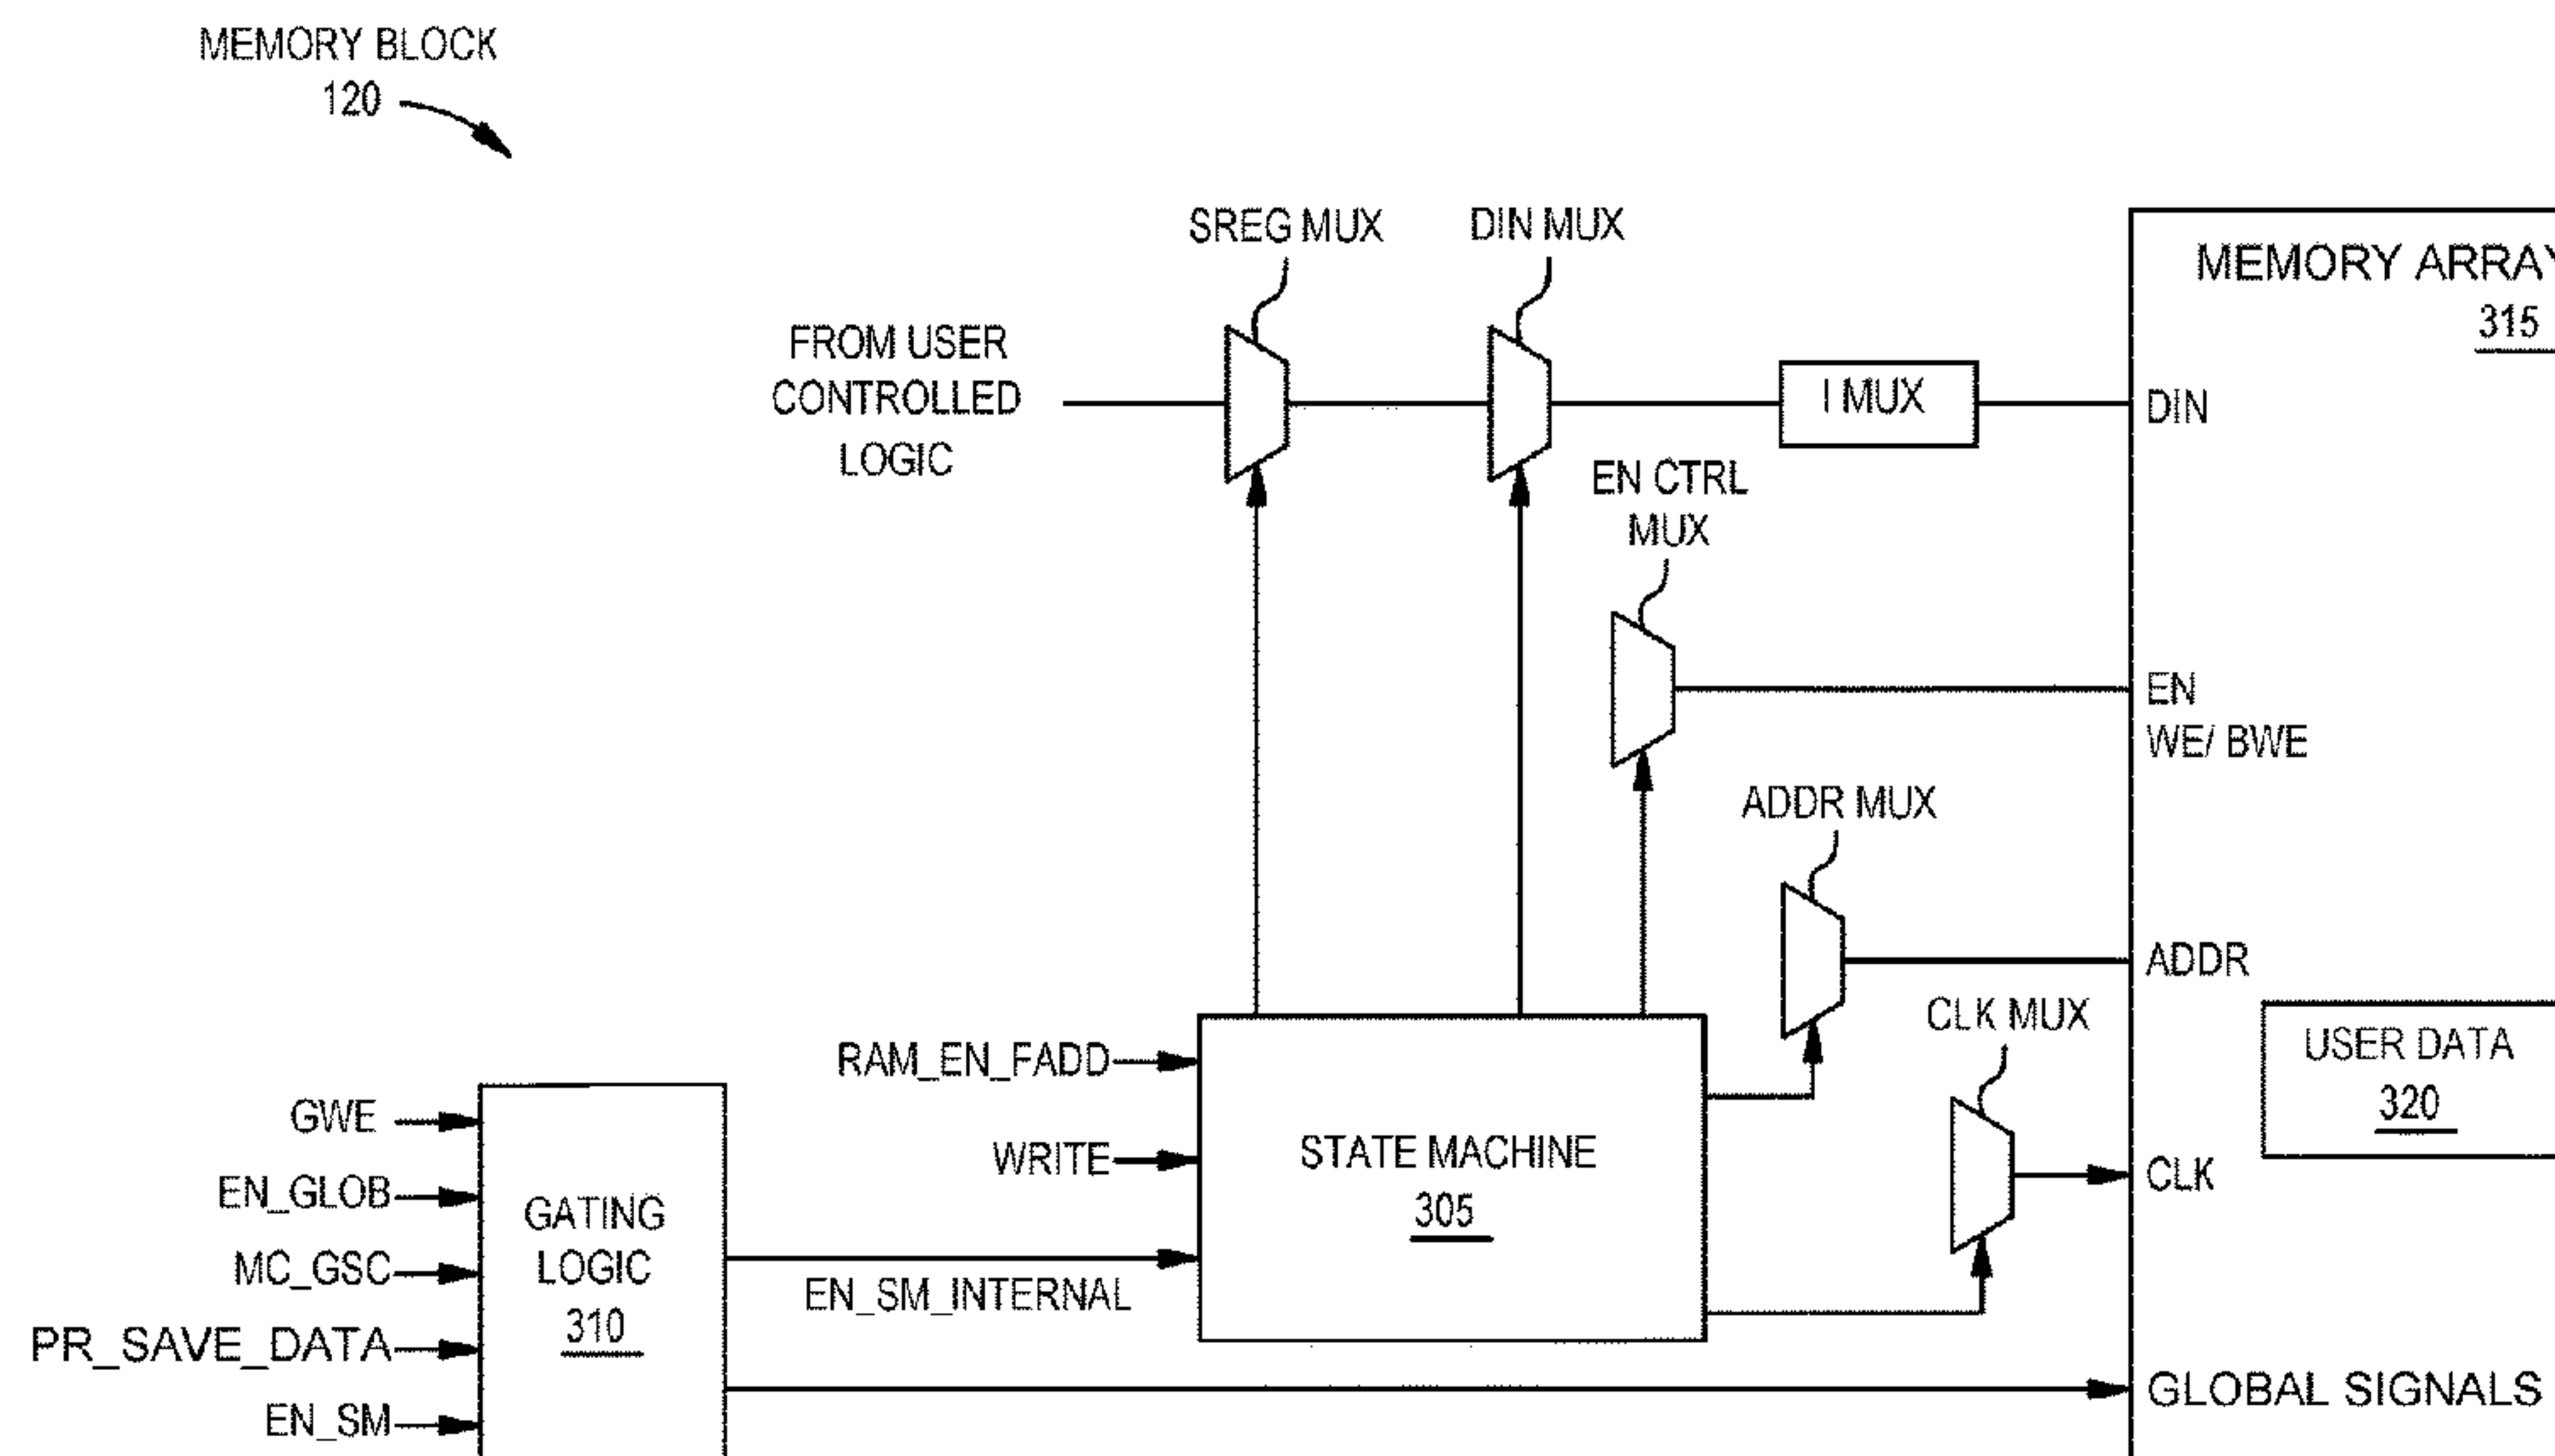 MEMORY BLOCK
120
SREG MUX
DIN MUX
MEMORY ARRAY
315
FROM USER
CONTROLLED
LOGIC
I MUX
DIN
EN CTRL
MUX
EN
WE/ BWE
ADDR MUX
ADDR
CLK MUX
USER DATA
320
CLK
RAM_EN_FADD
WRITE
STATE MACHINE
305
GWE
EN_GLOB
MC_GSC
PR_SAVE_DATA
EN_SM
GATING
LOGIC
310
EN_SM_INTERNAL
GLOBAL SIGNALS